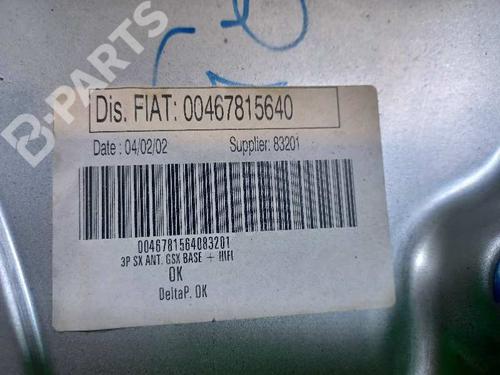 B-PARTS
Dis. FIAT: 00467815640
Date : 04/02/02 Supplier: 83201
0046781564083201
3P SX ANT. GSX BASE + HIFI
OK
DeltaP. OK